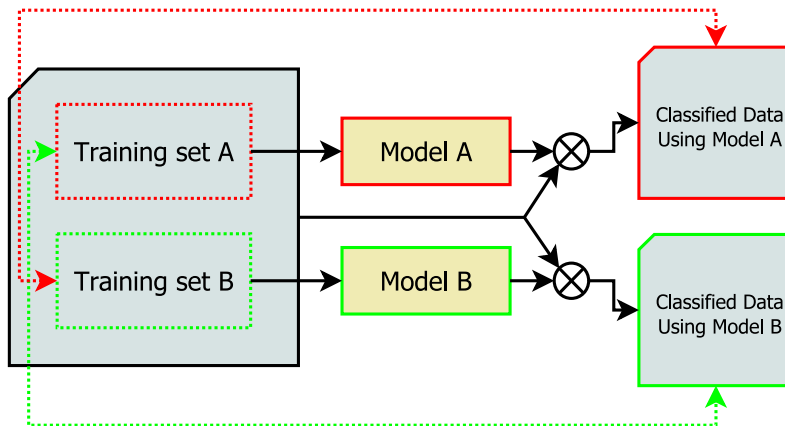 Training set A
Model A
Classified Data
Using Model A
Training set B
Model B
Classified Data
Using Model B